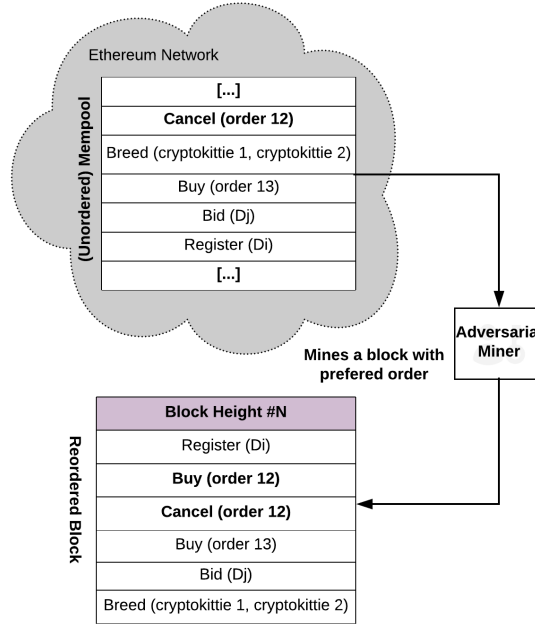 Ethereum Network
(Unordered) Mempool
[...]
Cancel (order 12)
Breed (cryptokittie 1, cryptokittie 2)
Buy (order 13)
Bid (Dj)
Register (Di)
[...]
Adversaria
Miner
Mines a block with
prefered order
Reordered Block
Block Height #N
Register (Di)
Buy (order 12)
Cancel (order 12)
Buy (order 13)
Bid (Dj)
Breed (cryptokittie 1, cryptokittie 2)